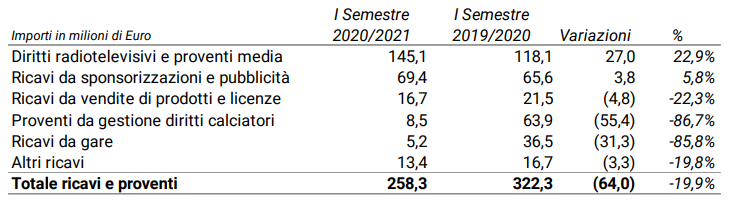 I Semestre I Semestre
Importi in milioni di Euro 2020/2021 2019/2020 Variazioni %
Diritti radiotelevisivi e proventi media 145,1 118,1 27,0 22,9%
Ricavi da sponsorizzazioni e pubblicità 69,4 65,6 3,8 5,8%
Ricavi da vendite di prodotti e licenze 16,7 21,5 (4,8) -22,3%
Proventi da gestione diritti calciatori 8,5 63,9 (55,4) -86,7%
Ricavi da gare 5,2 36,5 (31,3) -85,8%
Altri ricavi 13,4 16,7 (3,3) -19,8%
Totale ricavi e proventi 258,3 322,3 (64,0) -19,9%